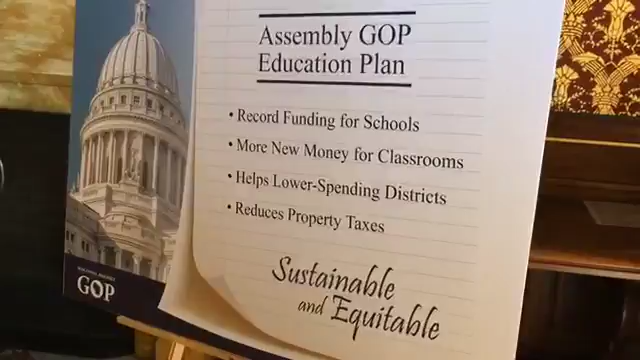 Assembly GOP
Education Plan
• Record Funding for Schools
• More New Money for Classrooms
• Helps Lower-Spending Districts
• Reduces Property Taxes
Sustainable
and Equitable
GOP